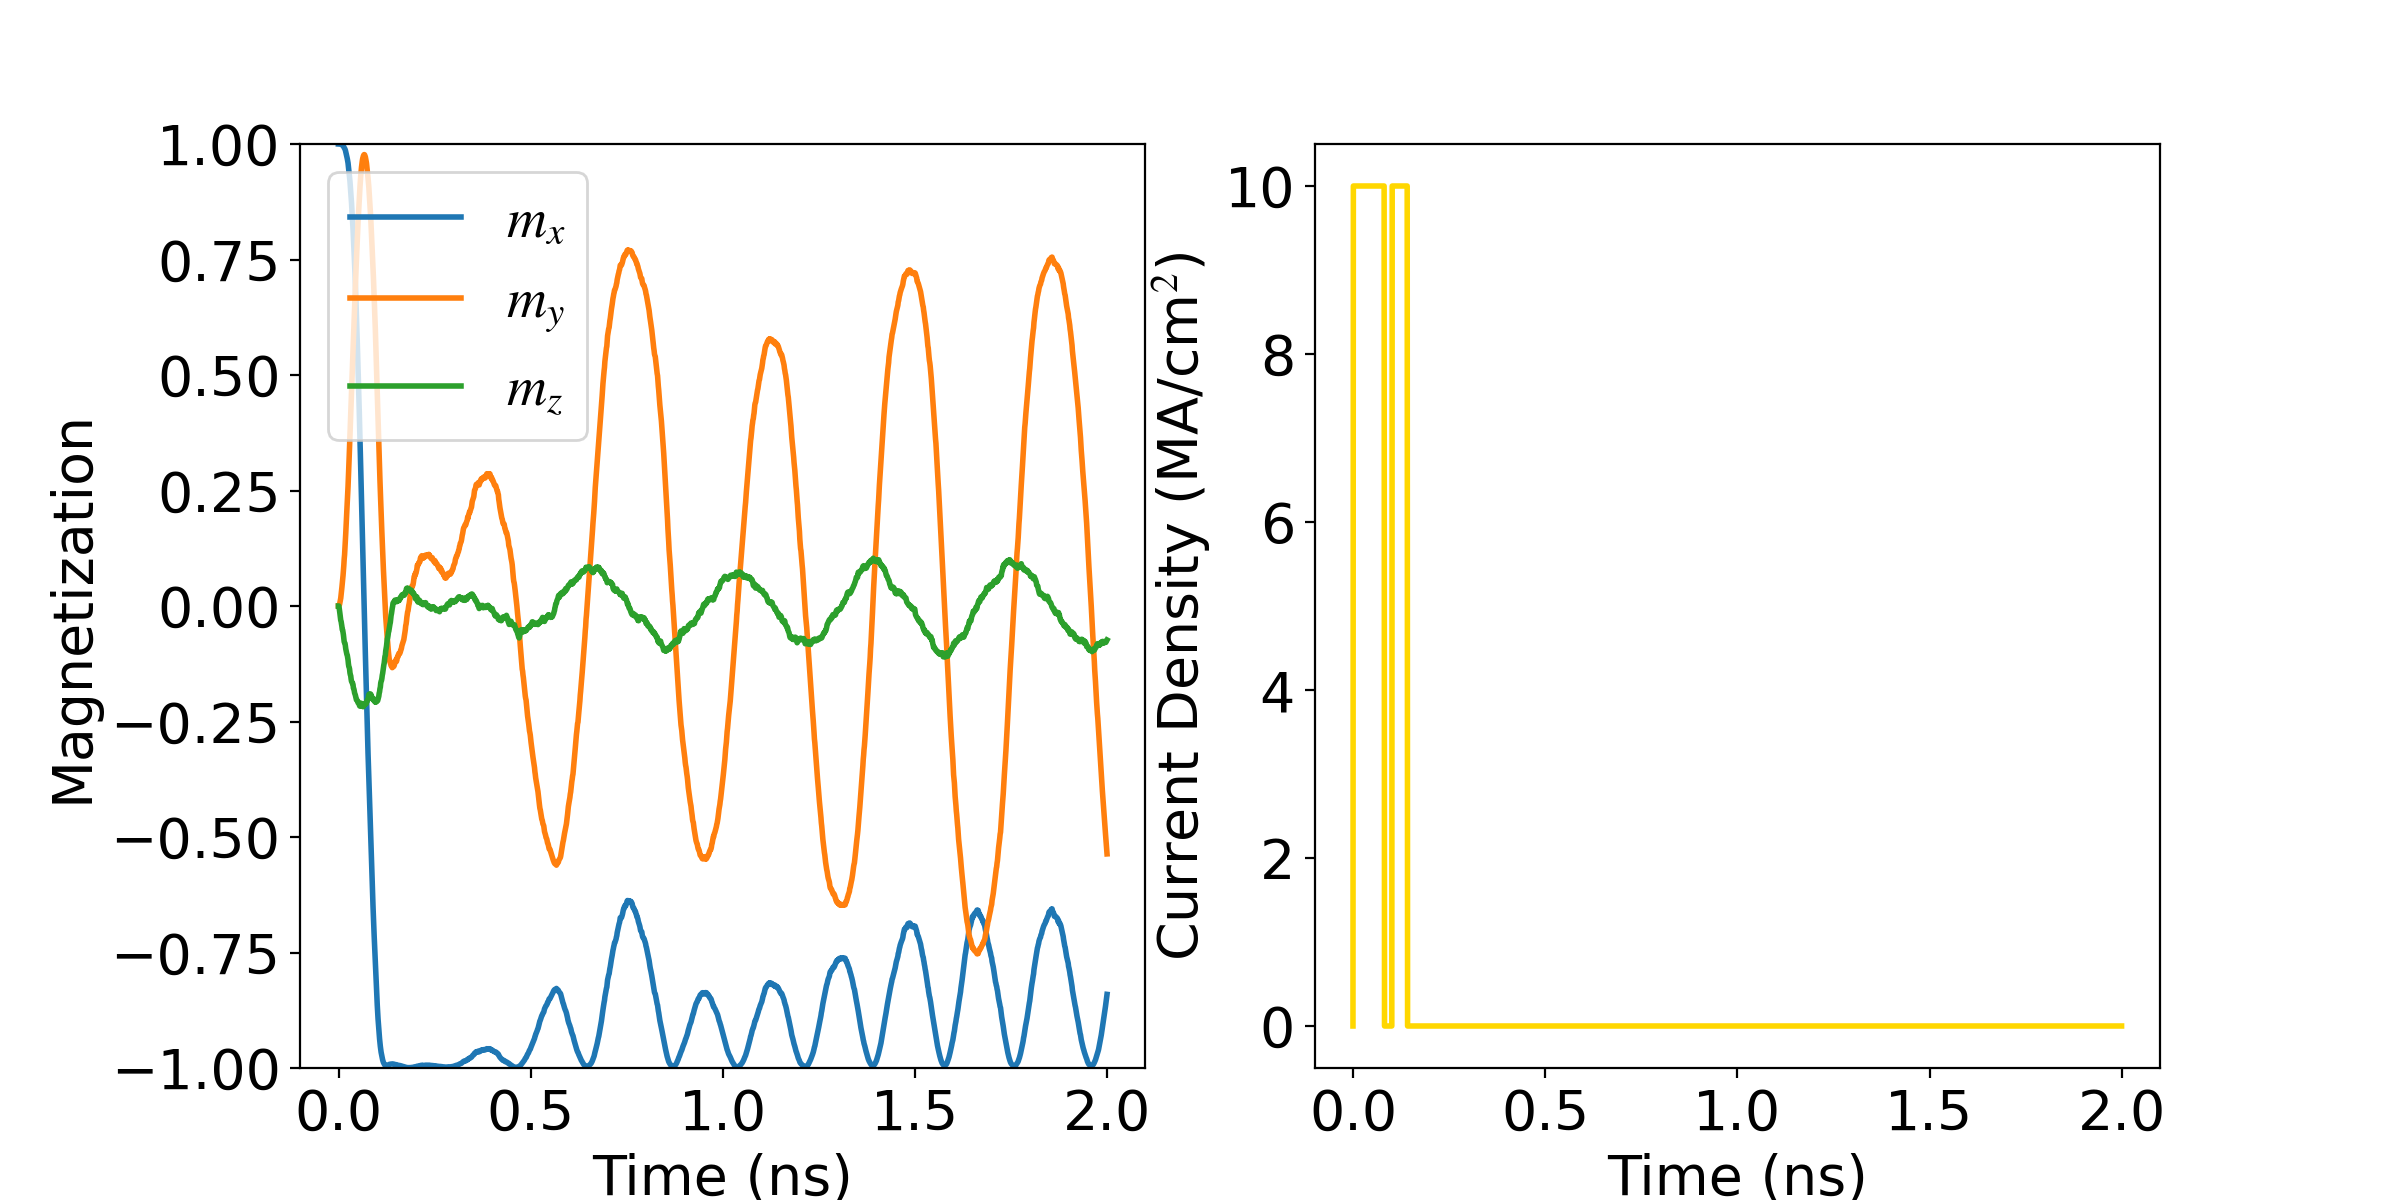 1.00
0.75
0.50
0.25
0.00
−0.25
−0.50
−0.75
−1.00
Magnetization
m_x
m_y
m_z
0.0 0.5 1.0 1.5 2.0
Time (ns)
10
8
6
4
2
0
Current Density (MA/cm²)
0.0 0.5 1.0 1.5 2.0
Time (ns)